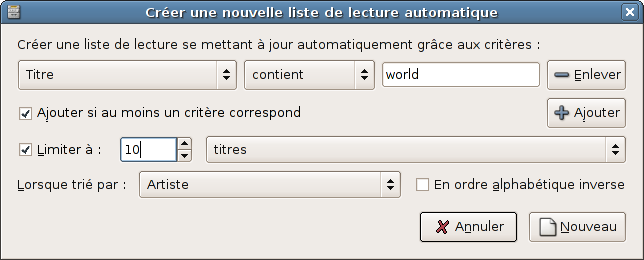 Créer une nouvelle liste de lecture automatique
Créer une liste de lecture se mettant à jour automatiquement grâce aux critères :
Titre contient world Enlever
Ajouter si au moins un critère correspond Ajouter
Limiter à : 10 titres
Lorsque trié par : Artiste En ordre alphabétique inverse
Annuler Nouveau